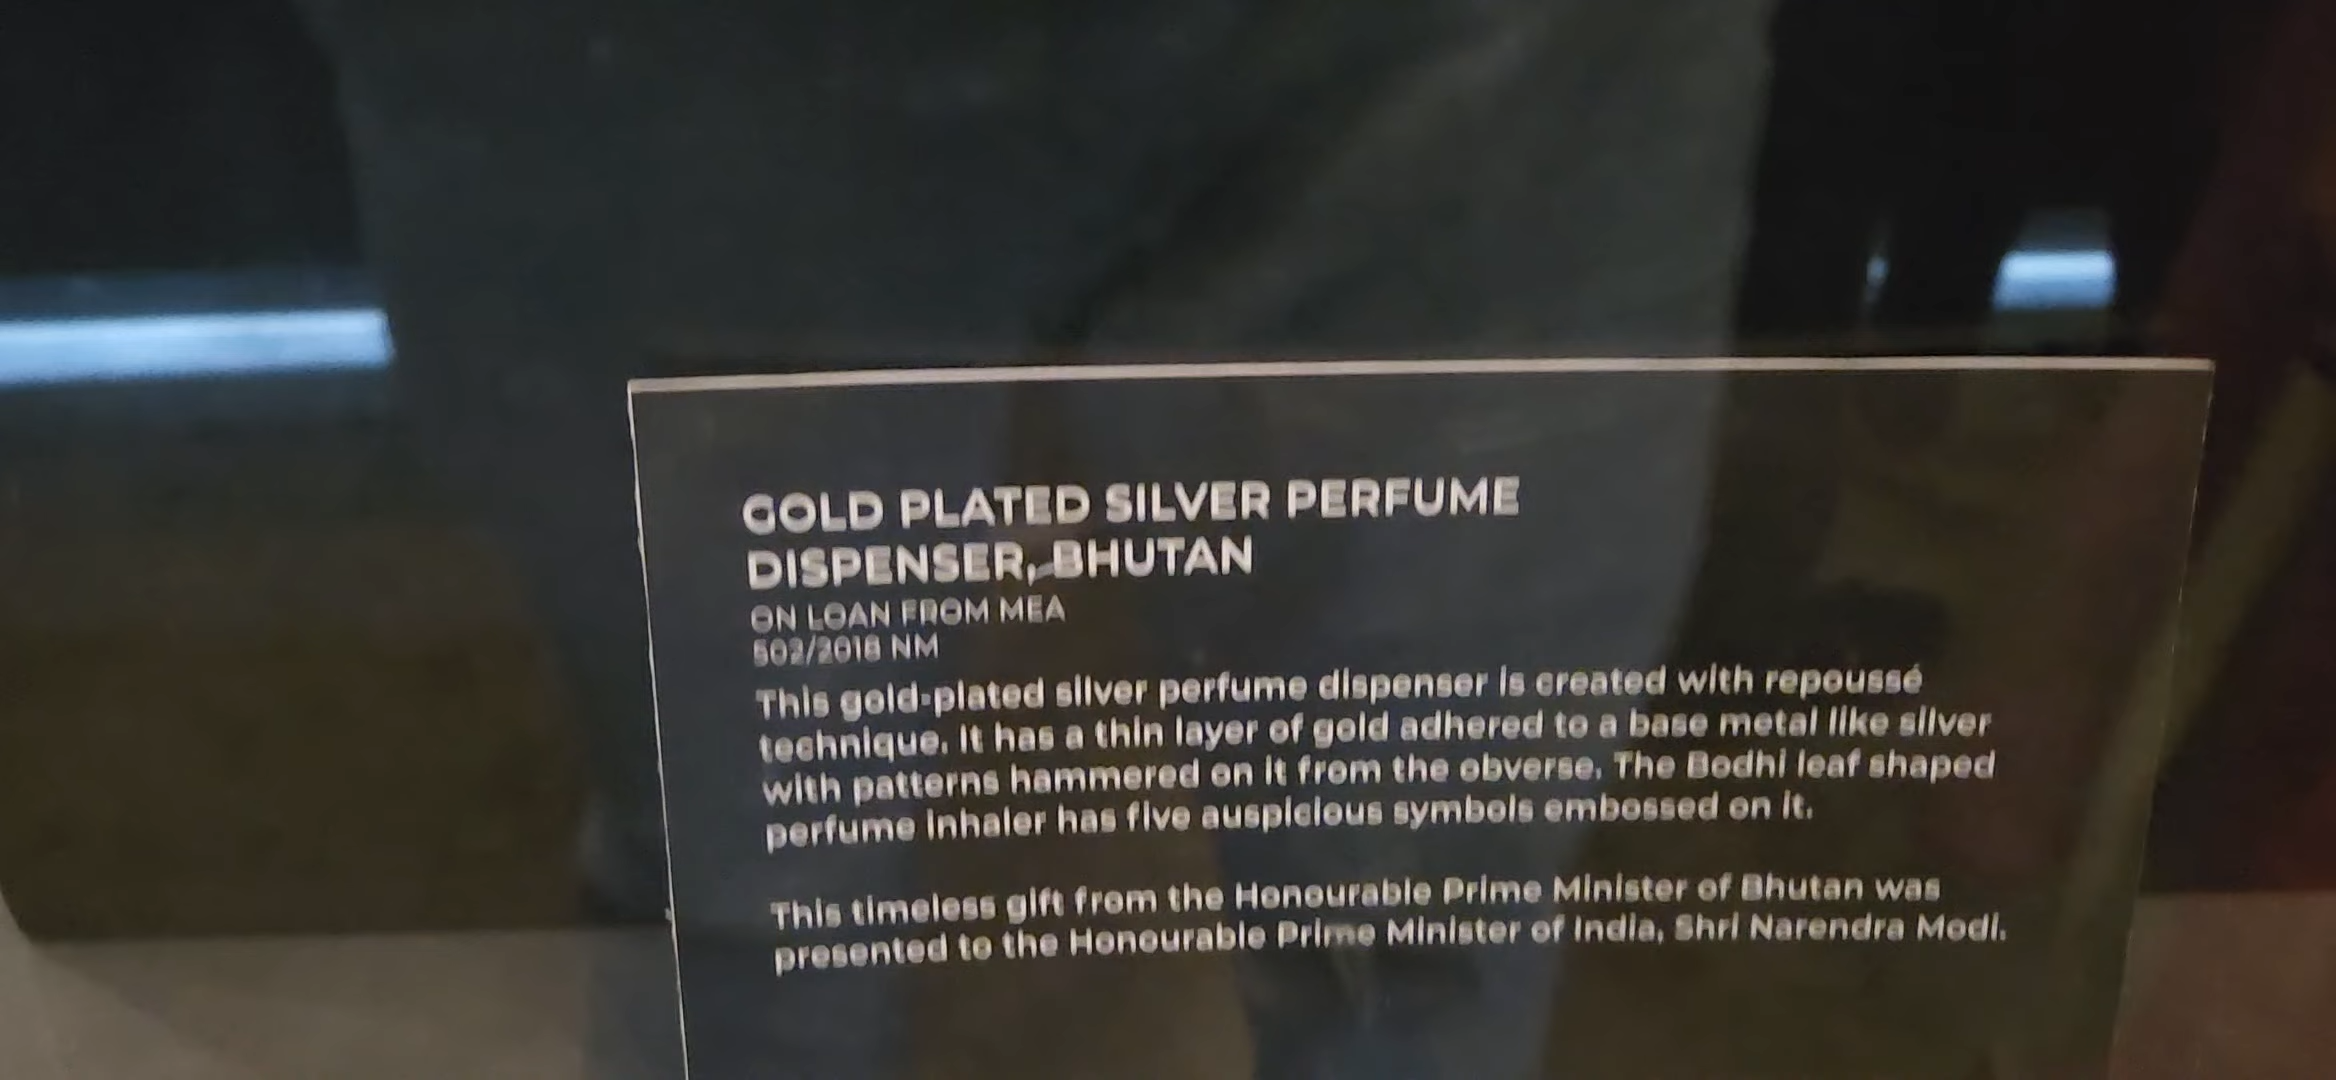 GOLD PLATED SILVER PERFUME
DISPENSER, BHUTAN
ON LOAN FROM MEA
502/2018 NM
This gold-plated silver perfume dispenser is created with repoussé
technique. It has a thin layer of gold adhered to a base metal like silver
with patterns hammered on it from the obverse. The Bodhi leaf shaped
perfume inhaler has five auspicious symbols embossed on it.
This timeless gift from the Honourable Prime Minister of Bhutan was
presented to the Honourable Prime Minister of India, Shri Narendra Modi.